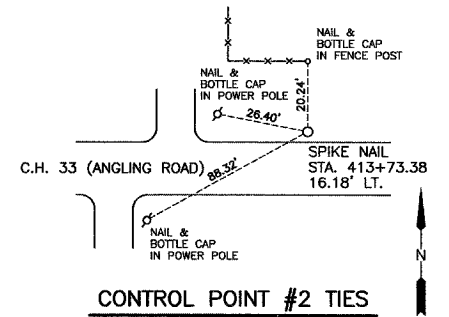 NAIL &
BOTTLE CAP
IN FENCE POST
NAIL &
BOTTLE CAP
IN POWER POLE
20.24'
26.40'
SPIKE NAIL
STA. 413+73.38
16.18' LT.
C.H. 33 (ANGLING ROAD)
88.32'
NAIL &
BOTTLE CAP
IN POWER POLE
N
CONTROL POINT #2 TIES